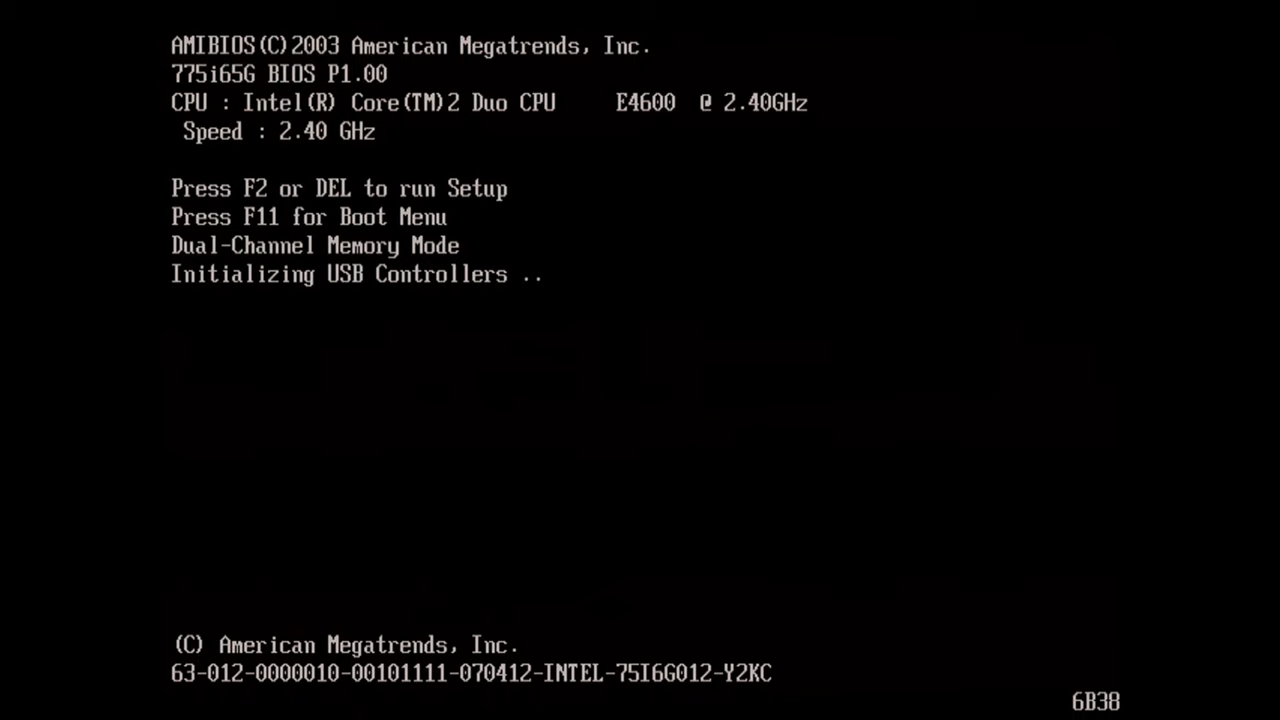 AMIBIOS(C)2003 American Megatrends, Inc.
775i65G BIOS P1.00
CPU : Intel(R) Core(TM)2 Duo CPU E4600 @ 2.40GHz
Speed : 2.40 GHz
Press F2 or DEL to run Setup
Press F11 for Boot Menu
Dual-Channel Memory Mode
Initializing USB Controllers ..
(C) American Megatrends, Inc.
63-012-0000010-00101111-070412-INTEL-75I6G012-Y2KC
6B38